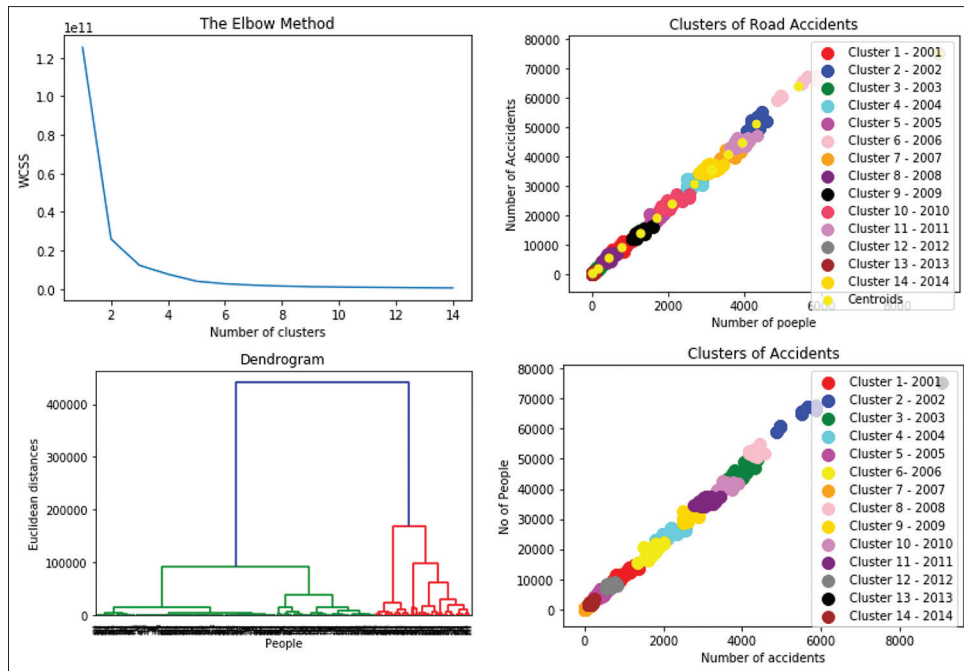 The Elbow Method
1e11
1.2
1.0
0.8
0.6
0.4
0.2
0.0
WCSS
2 4 6 8 10 12 14
Number of clusters
Clusters of Road Accidents
80000
70000
60000
50000
40000
30000
20000
10000
0
Number of Accicidents
Cluster 1 - 2001
Cluster 2 - 2002
Cluster 3 - 2003
Cluster 4 - 2004
Cluster 5 - 2005
Cluster 6 - 2006
Cluster 7 - 2007
Cluster 8 - 2008
Cluster 9 - 2009
Cluster 10 - 2010
Cluster 11 - 2011
Cluster 12 - 2012
Cluster 13 - 2013
Cluster 14 - 2014
Centroids
0 2000 4000 6000 8000
Number of poeple
Dendrogram
400000
300000
200000
100000
0
Euclidean distances
People
Clusters of Accidents
80000
70000
60000
50000
40000
30000
20000
10000
0
No of People
Cluster 1- 2001
Cluster 2 - 2002
Cluster 3 - 2003
Cluster 4 - 2004
Cluster 5 - 2005
Cluster 6- 2006
Cluster 7 - 2007
Cluster 8 - 2008
Cluster 9 - 2009
Cluster 10 - 2010
Cluster 11 - 2011
Cluster 12 - 2012
Cluster 13 - 2013
Cluster 14 - 2014
0 2000 4000 6000 8000
Number of accidents